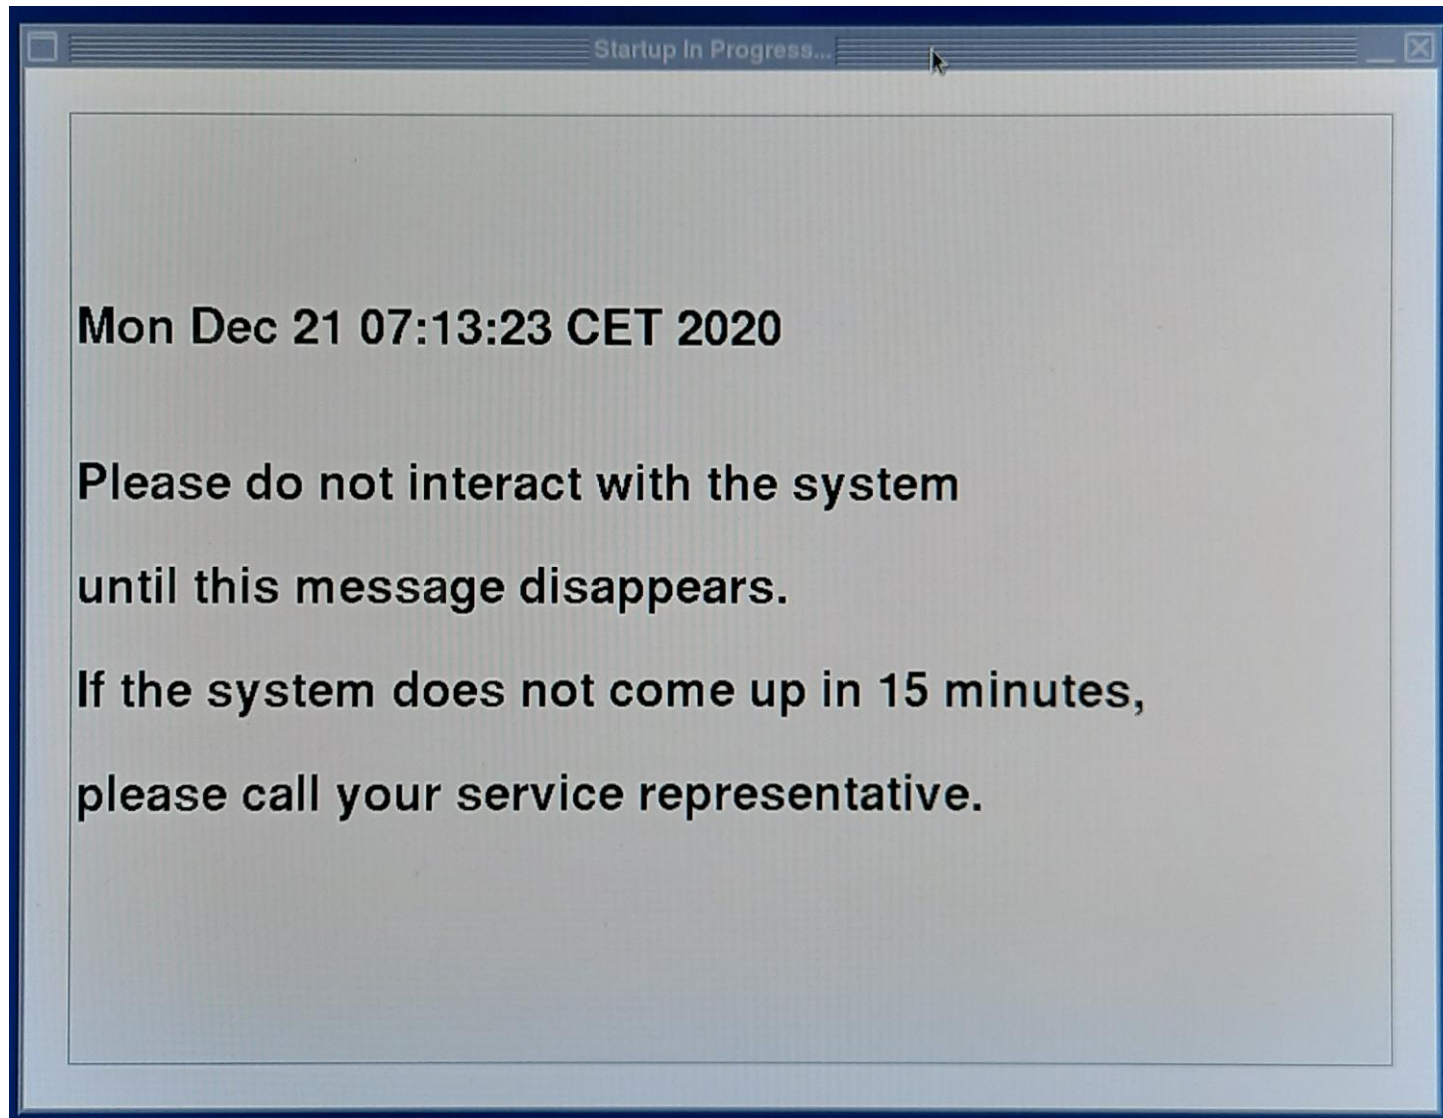 Startup In Progress...
Mon Dec 21 07:13:23 CET 2020
Please do not interact with the system
until this message disappears.
If the system does not come up in 15 minutes,
please call your service representative.